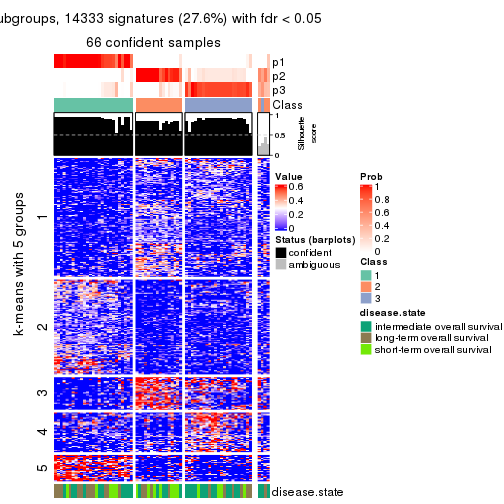 ubgroups, 14333 signatures (27.6%) with fdr < 0.05
66 confident samples
p1
p2
p3
Class
1
0.5
0
Silhouette
score
k-means with 5 groups
1
2
3
4
5
disease.state
Value
0.6
0.4
0.2
0
Status (barplots)
confident
ambiguous
Prob
1
0.8
0.6
0.4
0.2
0
Class
1
2
3
disease.state
intermediate overall survival
long-term overall survival
short-term overall survival